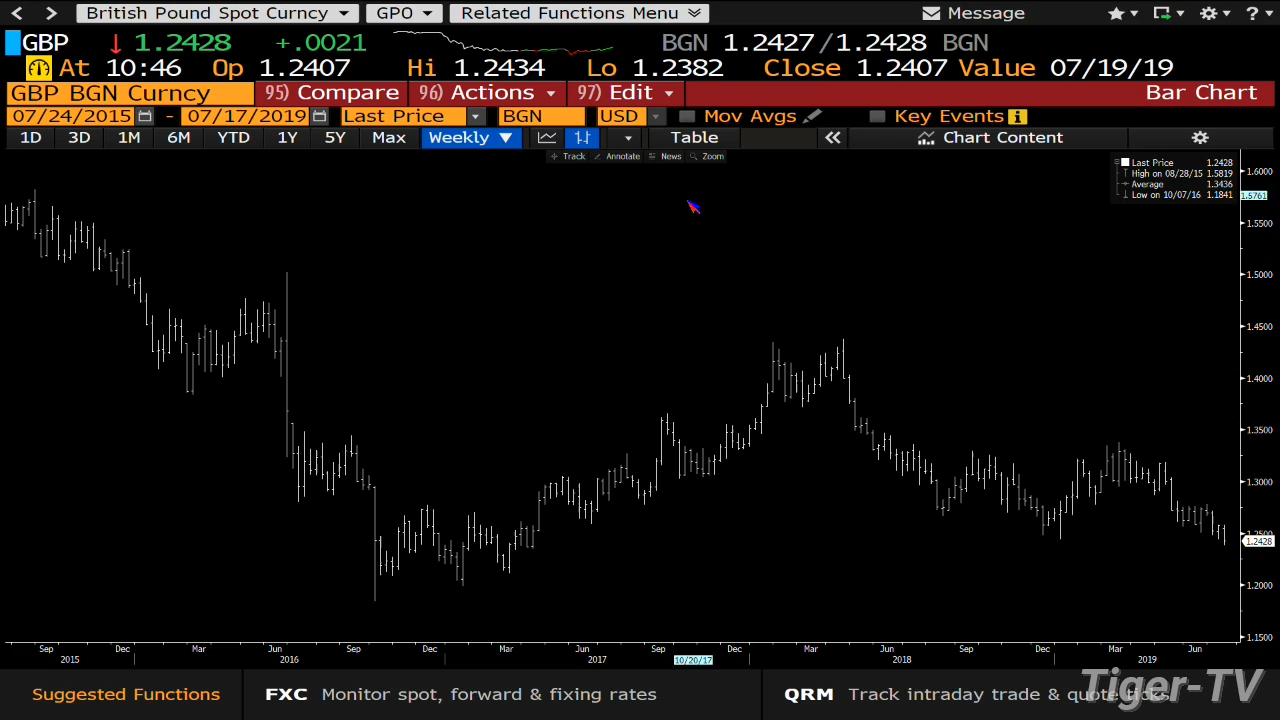 British Pound Spot Curncy GPO Related Functions Menu Message ?
GBP ↓ 1.2428 +.0021 BGN 1.2427/1.2428 BGN
At 10:46 Op 1.2407 Hi 1.2434 Lo 1.2382 Close 1.2407 Value 07/19/19
GBP BGN Curncy 95) Compare 96) Actions 97) Edit Bar Chart
07/24/2015 - 07/17/2019 Last Price BGN USD Mov Avgs Key Events i
1D 3D 1M 6M YTD 1Y 5Y Max Weekly ▼ Table « Chart Content
Track Annotate News Zoom
Last Price 1.2428
High on 08/28/15 1.5819
Average 1.3436
Low on 10/07/16 1.1841
1.6000
1.5761
1.5500
1.5000
1.4500
1.4000
1.3500
1.3000
1.2428
1.2000
1.1500
Sep Dec Mar Jun Sep Dec Mar Jun Sep Dec Mar Jun Sep Dec Mar Jun
2015 2016 2017 10/20/17 2018 2019
Suggested Functions FXC Monitor spot, forward & fixing rates QRM Track intraday trade & quote ticks
Tiger-TV